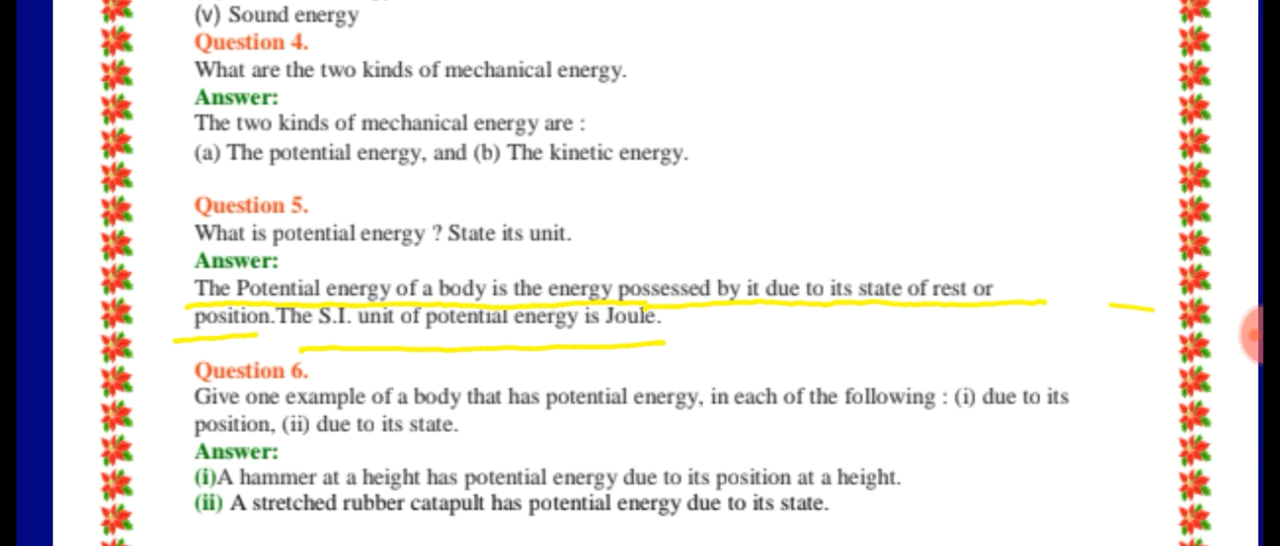 (v) Sound energy
Question 4.
What are the two kinds of mechanical energy.
Answer:
The two kinds of mechanical energy are :
(a) The potential energy, and (b) The kinetic energy.
Question 5.
What is potential energy ? State its unit.
Answer:
The Potential energy of a body is the energy possessed by it due to its state of rest or
position.The S.I. unit of potential energy is Joule.
Question 6.
Give one example of a body that has potential energy, in each of the following : (i) due to its
position, (ii) due to its state.
Answer:
(i)A hammer at a height has potential energy due to its position at a height.
(ii) A stretched rubber catapult has potential energy due to its state.